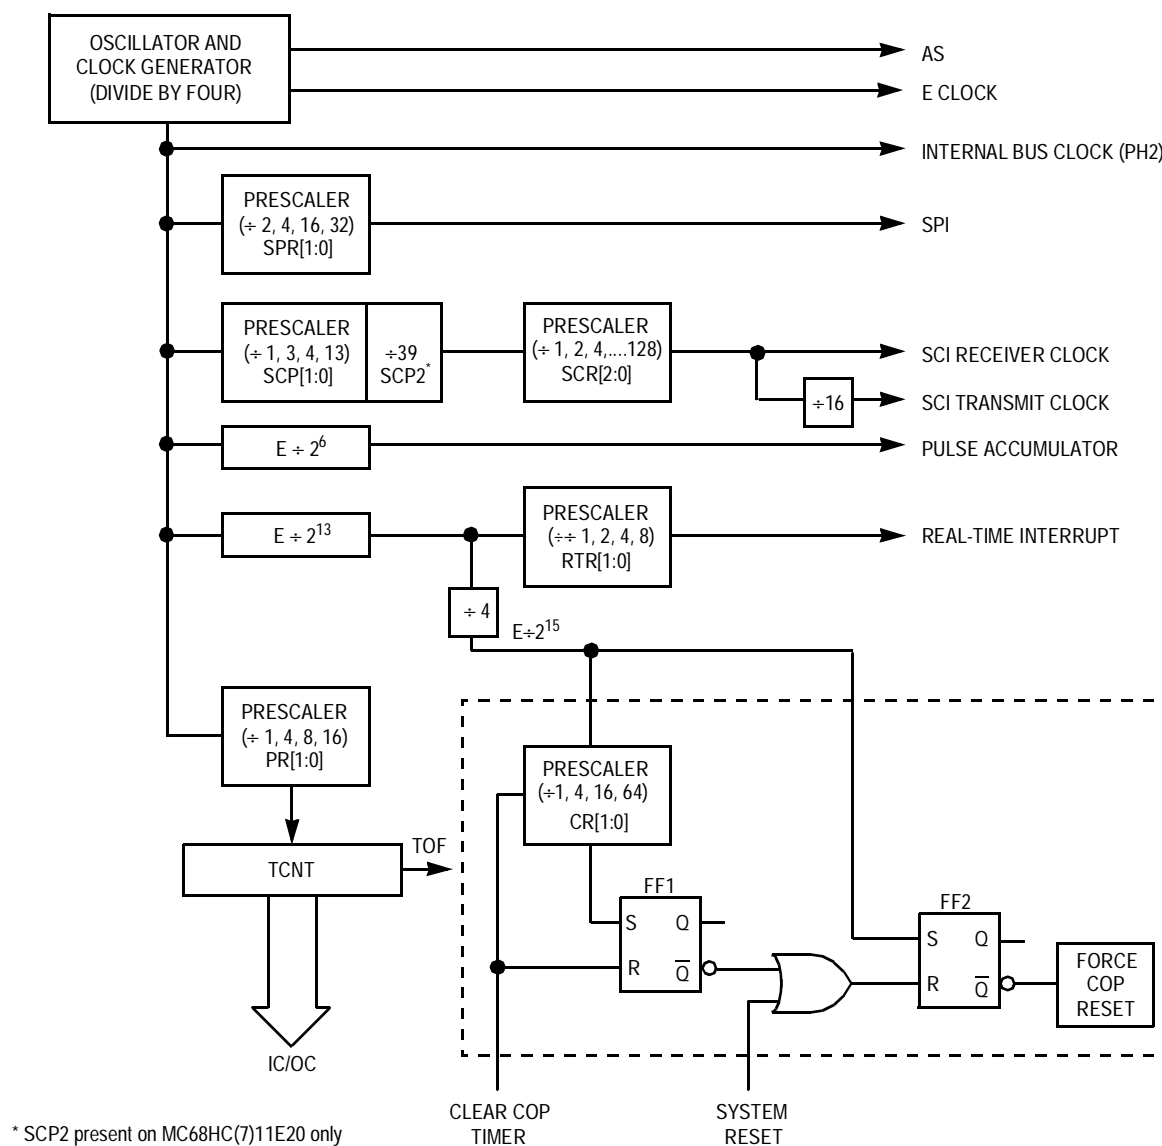 OSCILLATOR AND
CLOCK GENERATOR
(DIVIDE BY FOUR)
AS
E CLOCK
INTERNAL BUS CLOCK (PH2)
PRESCALER
(÷ 2, 4, 16, 32)
SPR[1:0]
SPI
PRESCALER
(÷ 1, 3, 4, 13)
SCP[1:0]
÷39
SCP2*
PRESCALER
(÷ 1, 2, 4,....128)
SCR[2:0]
SCI RECEIVER CLOCK
÷16
SCI TRANSMIT CLOCK
E ÷ 2⁶
PULSE ACCUMULATOR
E ÷ 2¹³
PRESCALER
(÷÷ 1, 2, 4, 8)
RTR[1:0]
REAL-TIME INTERRUPT
÷ 4
E÷2¹⁵
PRESCALER
(÷ 1, 4, 8, 16)
PR[1:0]
PRESCALER
(÷1, 4, 16, 64)
CR[1:0]
TCNT
TOF
FF1
S Q
R Q̅
FF2
S Q
R Q̅
FORCE
COP
RESET
IC/OC
CLEAR COP
TIMER
SYSTEM
RESET
* SCP2 present on MC68HC(7)11E20 only